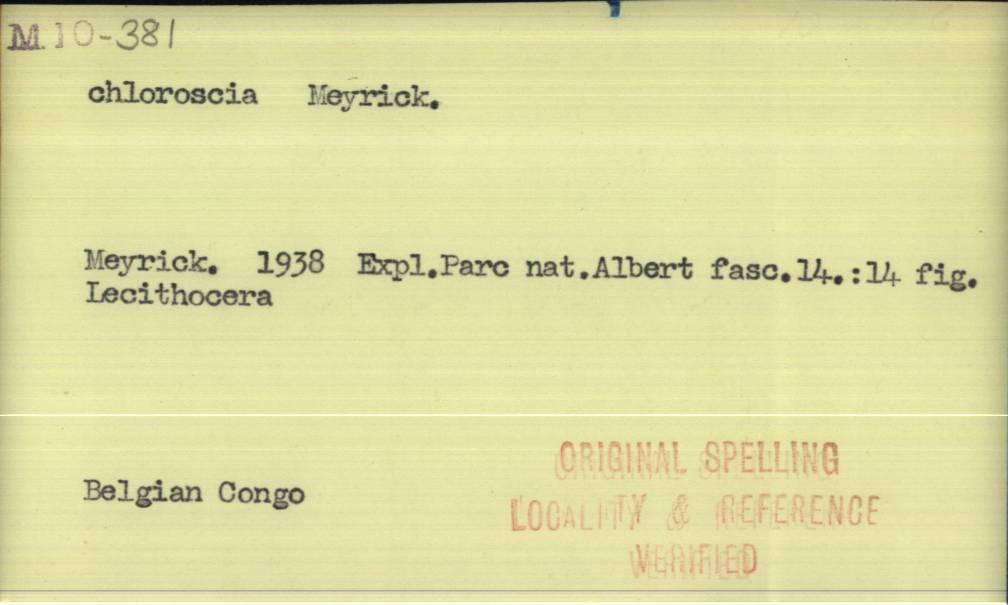 M10-381
chloroscia Meyrick.
Meyrick. 1938 Expl.Parc nat.Albert fasc.14.:14 fig.
Lecithocera
Belgian Congo
ORIGINAL SPELLING
LOCALITY & REFERENCE
VERIFIED